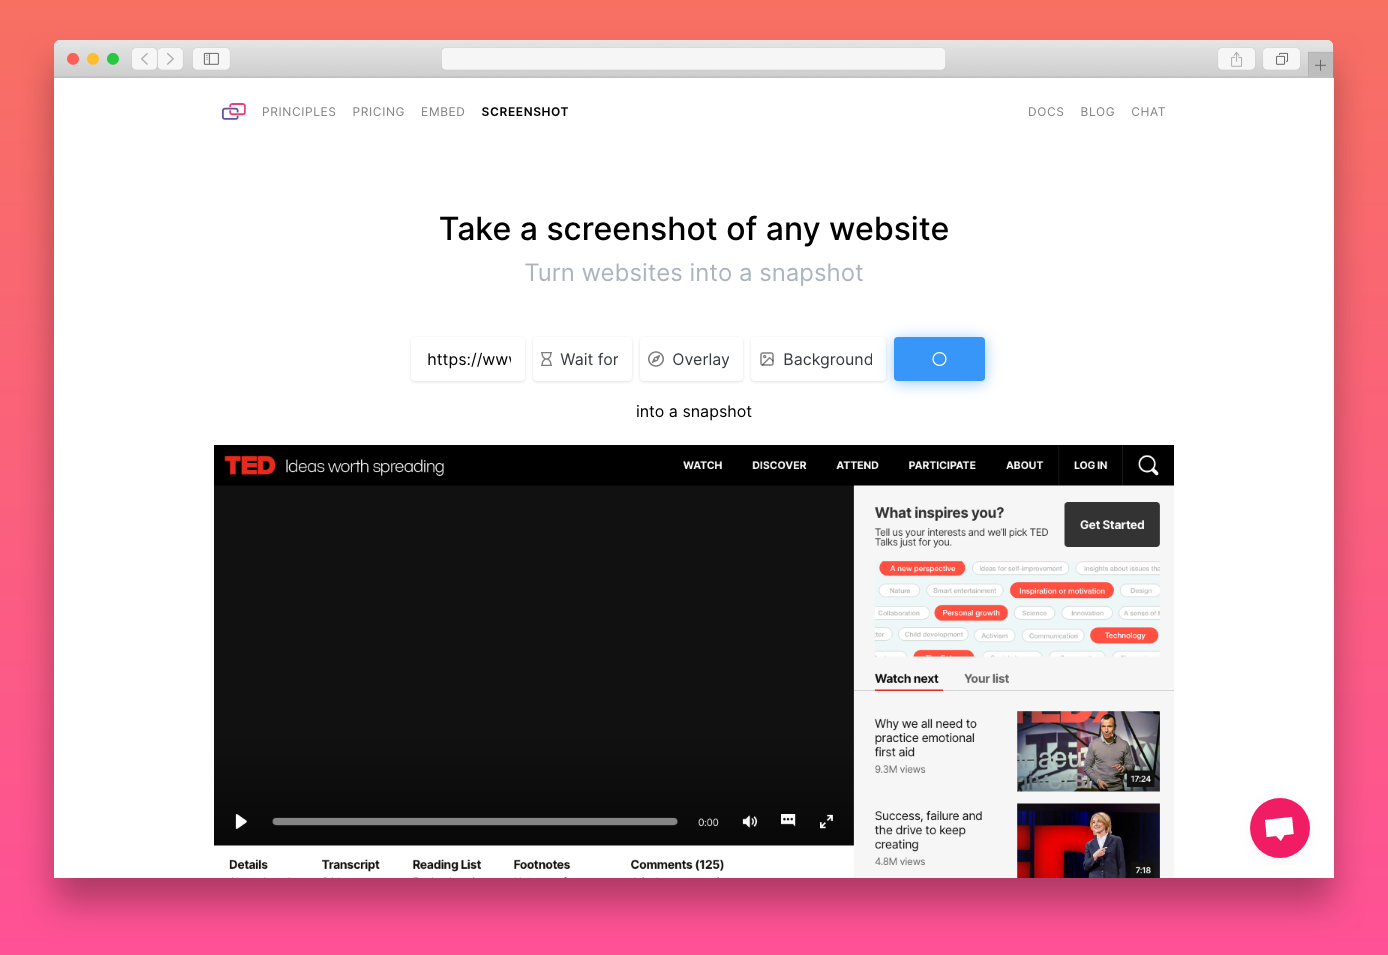 PRINCIPLES PRICING EMBED SCREENSHOT DOCS BLOG CHAT
Take a screenshot of any website
Turn websites into a snapshot
https://ww Wait for Overlay Background
into a snapshot
TED Ideas worth spreading WATCH DISCOVER ATTEND PARTICIPATE ABOUT LOG IN
What inspires you?
Tell us your interests and we'll pick TED
Talks just for you.
Get Started
A new perspective Ideas for self-improvement Insights about issues
Nature Smart entertainment Inspiration or motivation Design
Collaboration Personal growth Science Innovation A sense of
Child development Activism Communication Technology
Watch next Your list
Why we all need to
practice emotional
first aid
9.3M views
17:24
Success, failure and
the drive to keep
creating
4.8M views
7:18
0:00
Details Transcript Reading List Footnotes Comments (125)